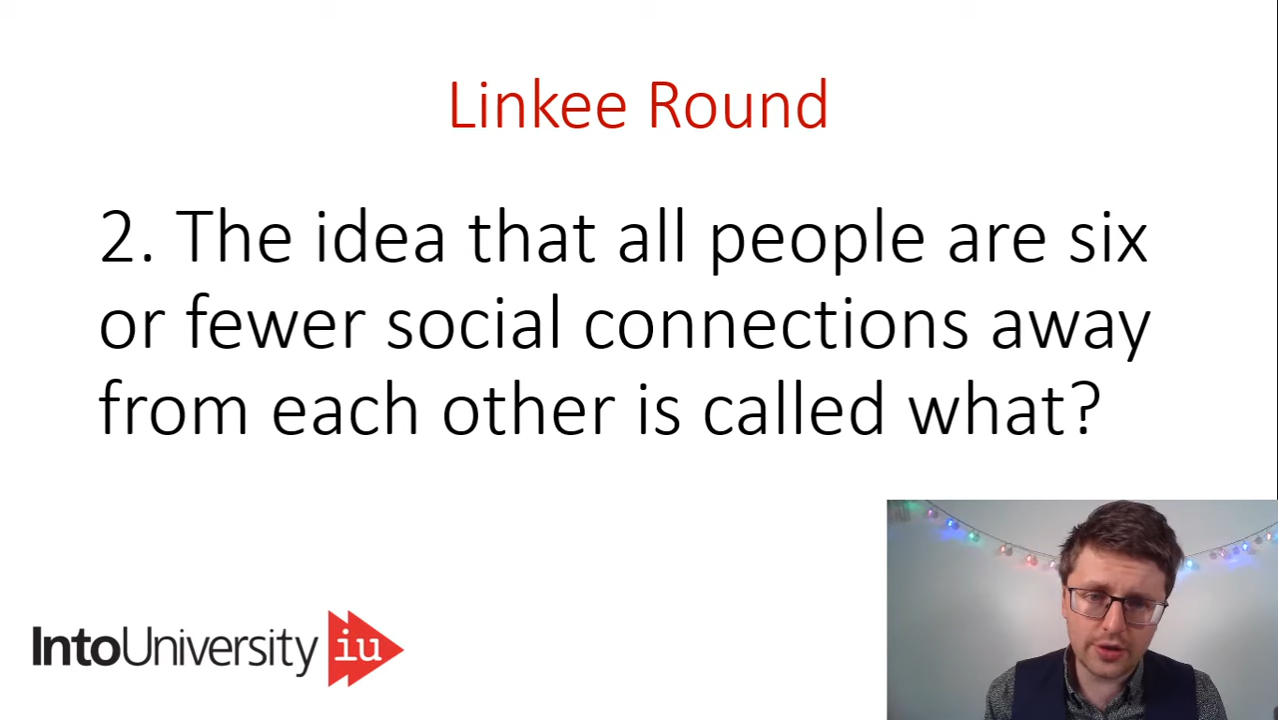 Linkee Round
2. The idea that all people are six
or fewer social connections away
from each other is called what?
IntoUniversity iu